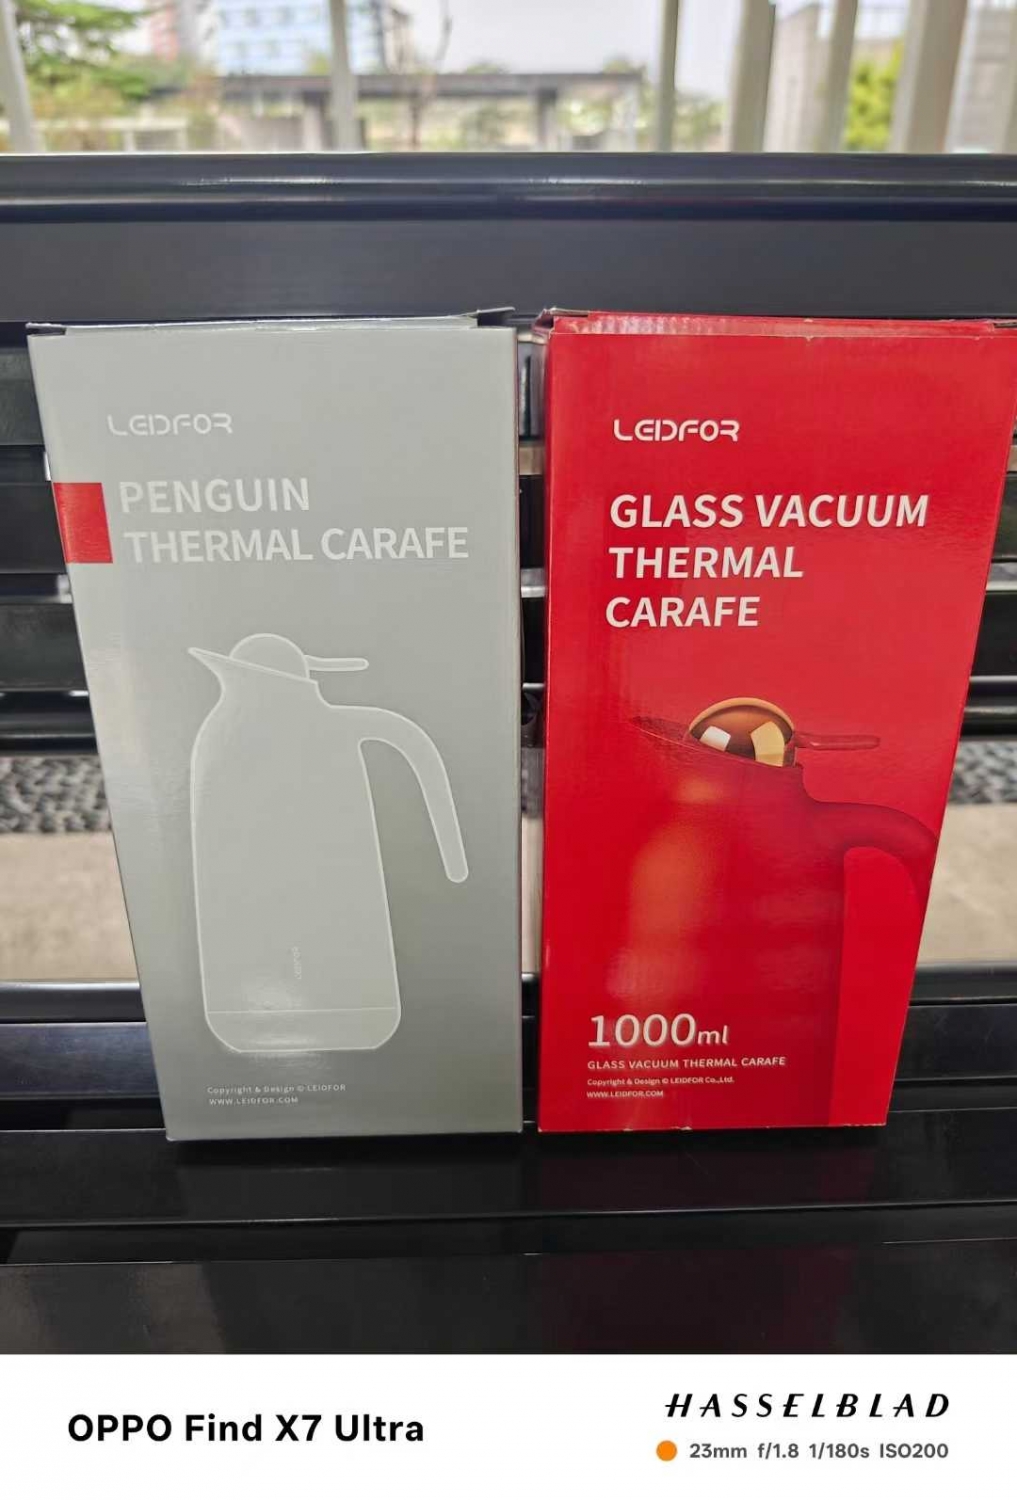 LEIDFOR
PENGUIN
THERMAL CARAFE
LEIDFOR
Copyright & Design © LEIDFOR
WWW.LEIDFOR.COM
LEIDFOR
GLASS VACUUM
THERMAL
CARAFE
1000ml
GLASS VACUUM THERMAL CARAFE
Copyright & Design © LEIDFOR Co.,Ltd.
WWW.LEIDFOR.COM
OPPO Find X7 Ultra
HASSELBLAD
23mm f/1.8 1/180s ISO200